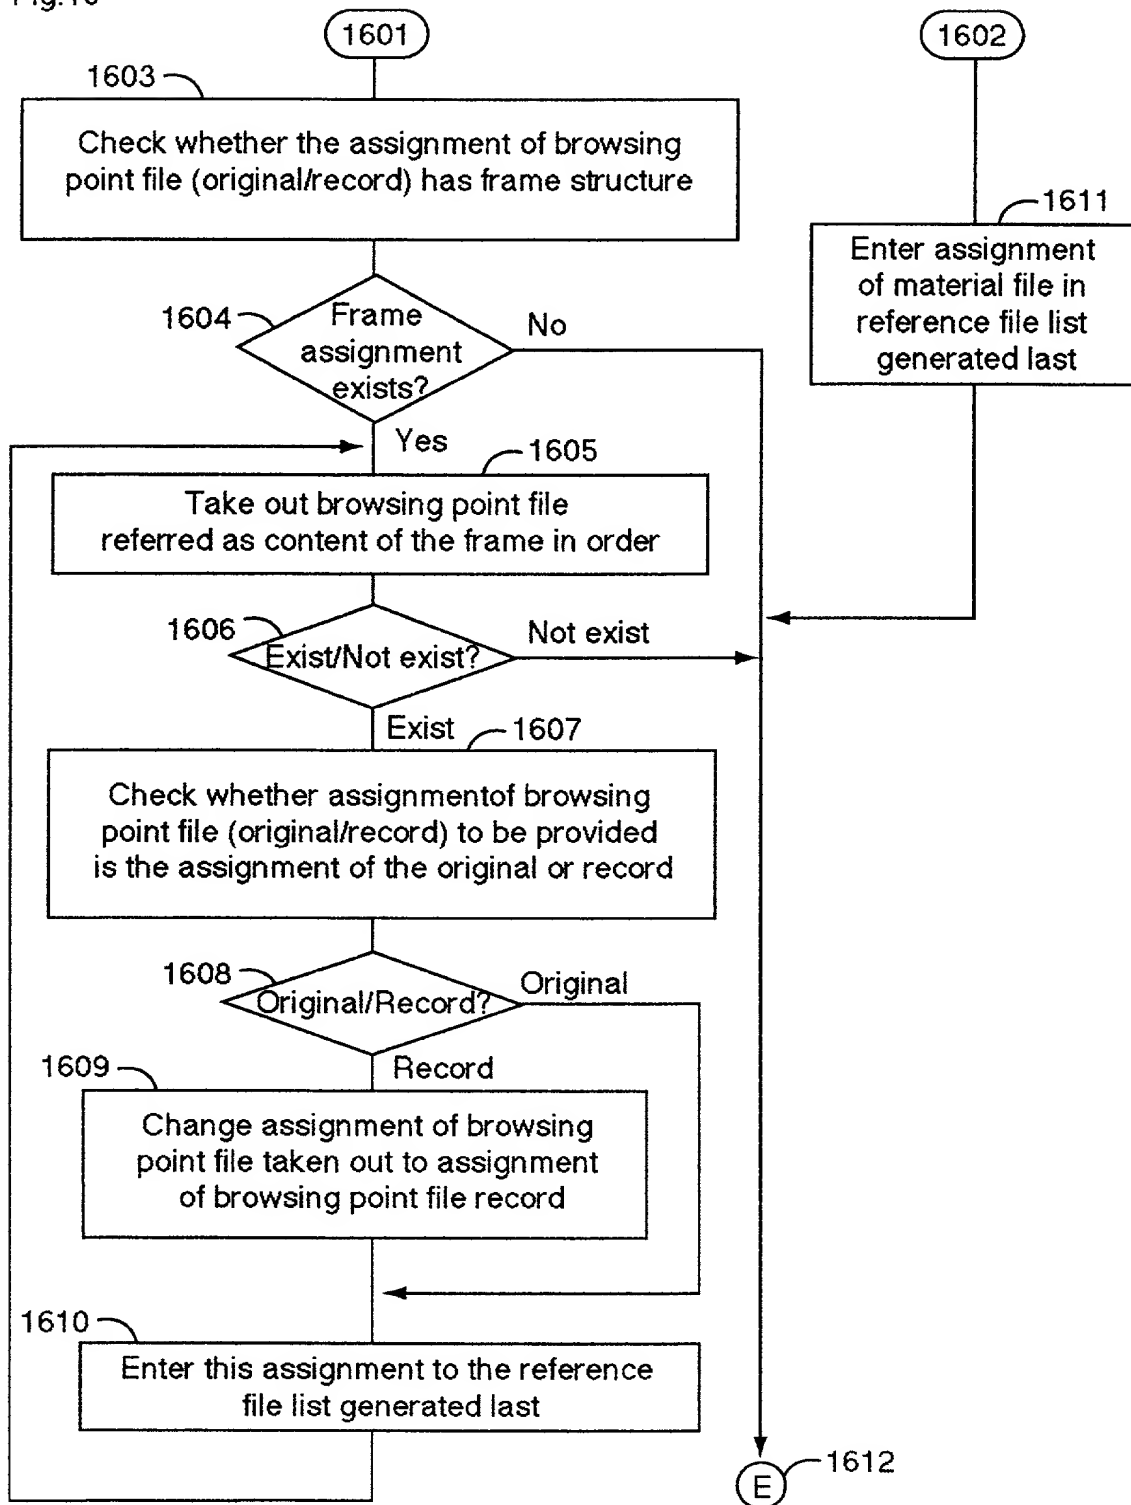 1601
1602
1603
Check whether the assignment of browsing
point file (original/record) has frame structure
1611
Enter assignment
of material file in
reference file list
generated last
1604
Frame
assignment
exists?
No
Yes
1605
Take out browsing point file
referred as content of the frame in order
1606
Exist/Not exist?
Not exist
Exist
1607
Check whether assignmentof browsing
point file (original/record) to be provided
is the assignment of the original or record
1608
Original/Record?
Original
Record
1609
Change assignment of browsing
point file taken out to assignment
of browsing point file record
1610
Enter this assignment to the reference
file list generated last
E
1612